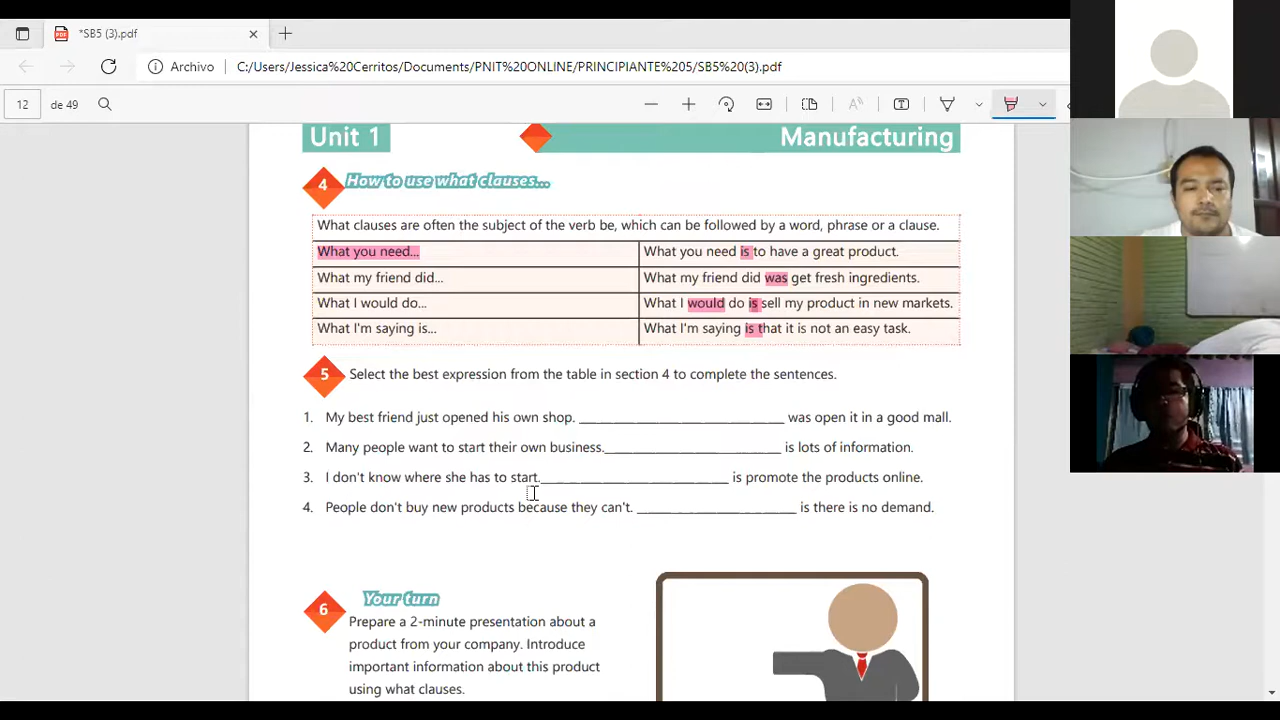 *SB5 (3).pdf
Archivo
C:/Users/Jessica%20Cerritos/Documents/PNIT%20ONLINE/PRINCIPIANTE%205/SB5%20(3).pdf
12 de 49
Unit 1
Manufacturing
4 How to use what clauses...
What clauses are often the subject of the verb be, which can be followed by a word, phrase or a clause.
What you need... What you need is to have a great product.
What my friend did... What my friend did was get fresh ingredients.
What I would do... What I would do is sell my product in new markets.
What I'm saying is... What I'm saying is that it is not an easy task.
5 Select the best expression from the table in section 4 to complete the sentences.
1. My best friend just opened his own shop. ____________________ was open it in a good mall.
2. Many people want to start their own business.____________________ is lots of information.
3. I don't know where she has to start.____________________ is promote the products online.
4. People don't buy new products because they can't. ____________________ is there is no demand.
6 Your turn
Prepare a 2-minute presentation about a
product from your company. Introduce
important information about this product
using what clauses.